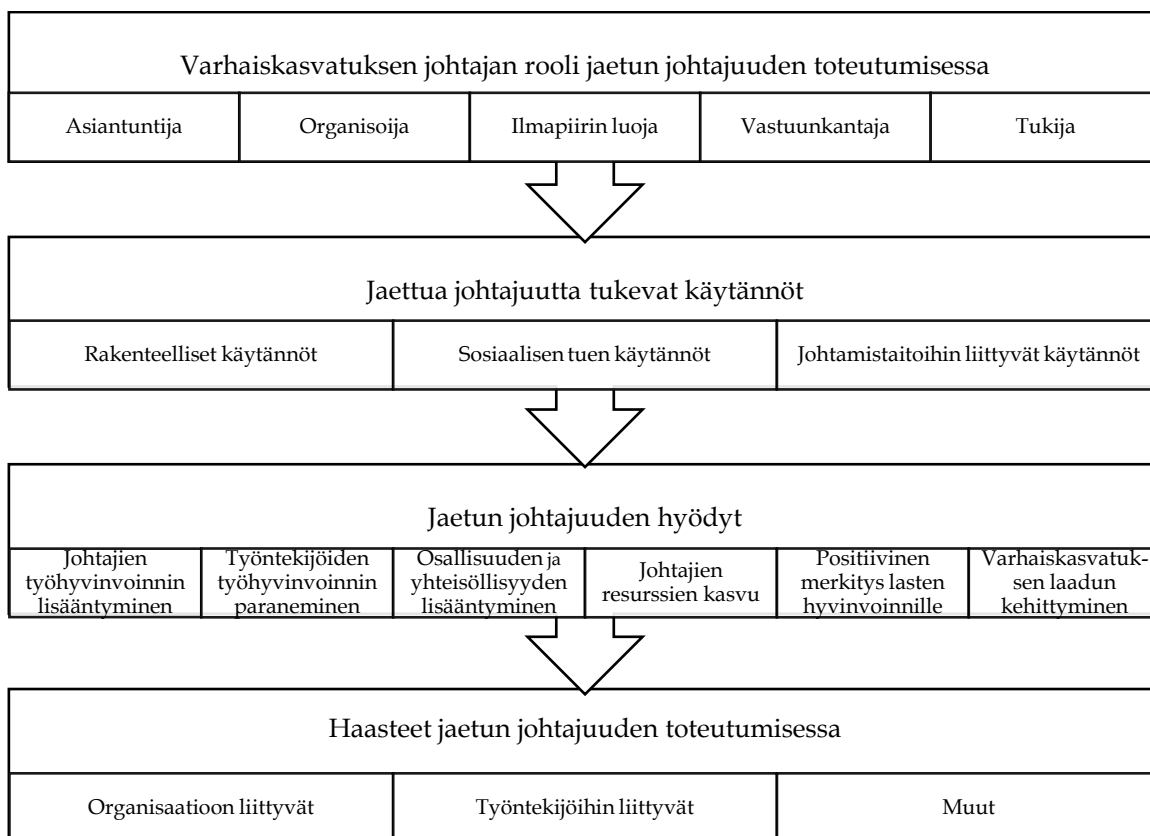 Varhaiskasvatuksen johtajan rooli jaetun johtajuuden toteutumisessa
Asiantuntija
Organisoija
Ilmapiirin luoja
Vastuunkantaja
Tukija
Jaettua johtajuutta tukevat käytännöt
Rakenteelliset käytännöt
Sosiaalisen tuen käytännöt
Johtamistaitoihin liittyvät käytännöt
Jaetun johtajuuden hyödyt
Johtajien
työhyvinvoinnin
lisääntyminen
Työntekijöiden
työhyvinvoinnin
paraneminen
Osallisuuden ja
yhteisöllisyyden
lisääntyminen
Johtajien
resurssien kasvu
Positiivinen
merkitys lasten
hyvinvoinnille
Varhaiskasvatuk-
sen laadun
kehittyminen
Haasteet jaetun johtajuuden toteutumisessa
Organisaatioon liittyvät
Työntekijöihin liittyvät
Muut